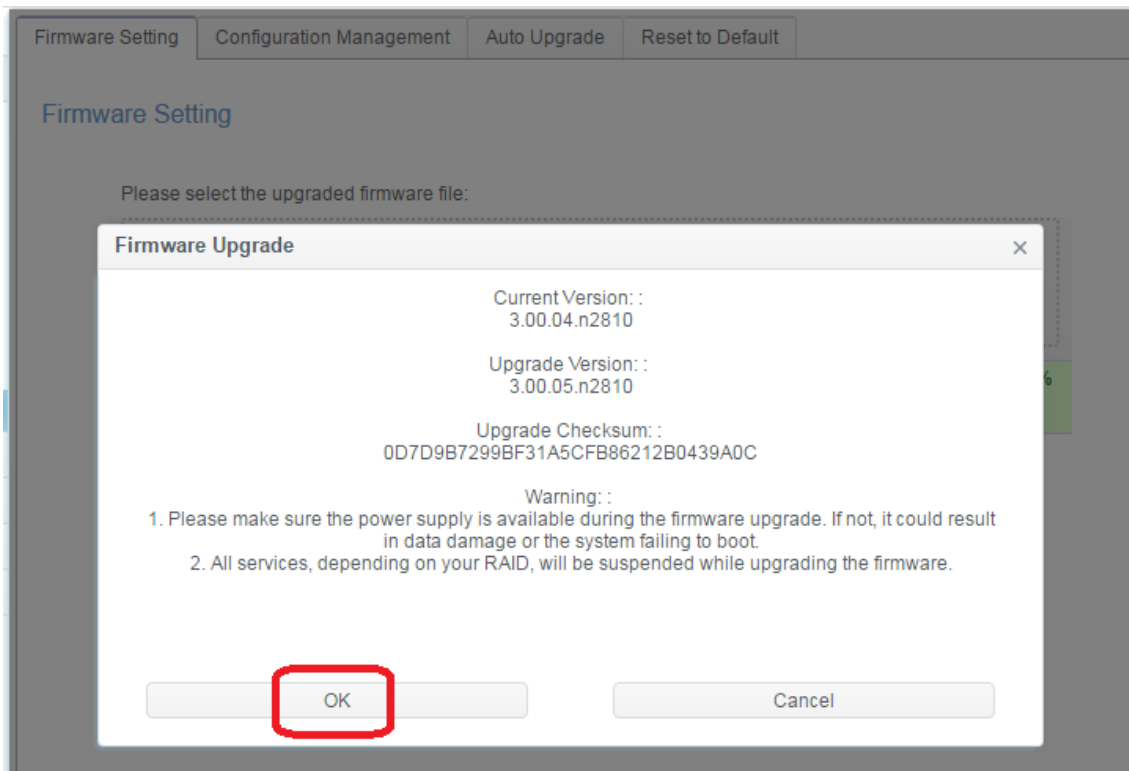 Firmware Setting Configuration Management Auto Upgrade Reset to Default
Firmware Setting
Please select the upgraded firmware file:
Firmware Upgrade ×
Current Version: :
3.00.04.n2810
Upgrade Version: :
3.00.05.n2810
%
Upgrade Checksum: :
0D7D9B7299BF31A5CFB86212B0439A0C
Warning: :
1. Please make sure the power supply is available during the firmware upgrade. If not, it could result
in data damage or the system failing to boot.
2. All services, depending on your RAID, will be suspended while upgrading the firmware.
OK Cancel